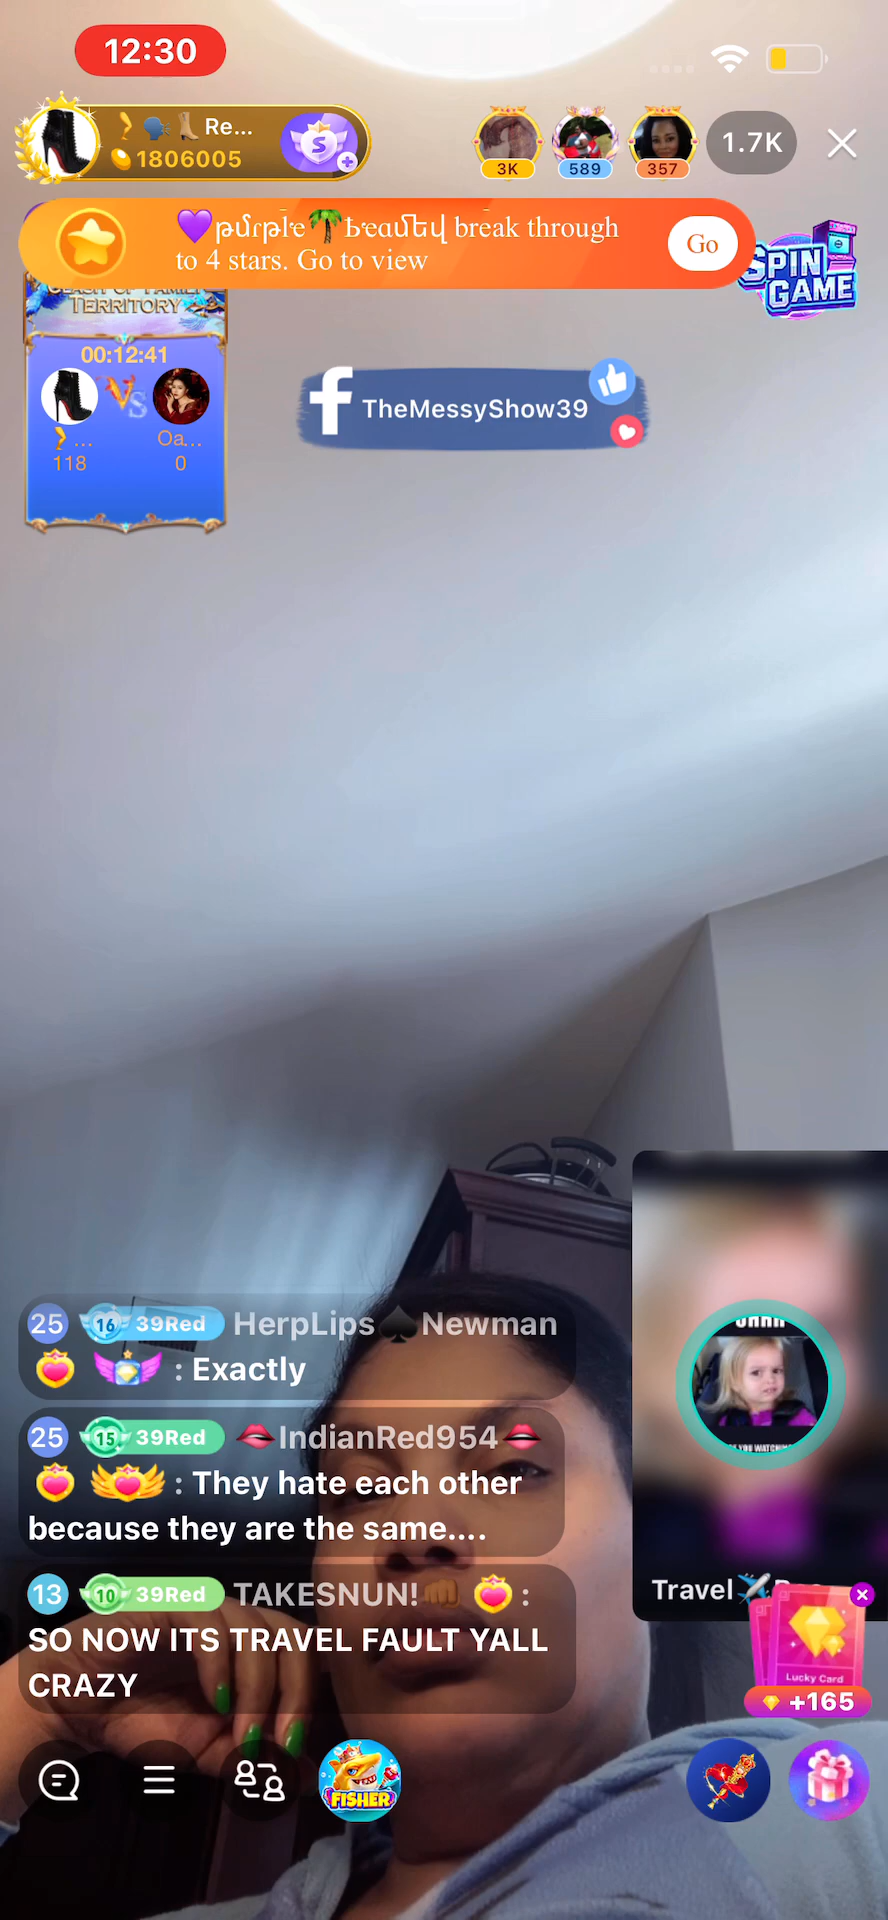 12:30
Re...
1806005
S
3K
589
357
1.7K
💜թմɾթӀҽ🌴ҍҽαմեվ break through
to 4 stars. Go to view
Go
SPIN
GAME
TERRITORY
00:12:41
VS
...
Oa...
118
0
TheMessyShow39
25 16 39Red HerpLips♠️Newman
: Exactly
25 15 39Red 👄IndianRed954👄
: They hate each other
because they are the same....
13 10 39Red TAKESNUN!👊🏾 :
SO NOW ITS TRAVEL FAULT YALL
CRAZY
Travel✈️
Lucky Card
+165
FISHER